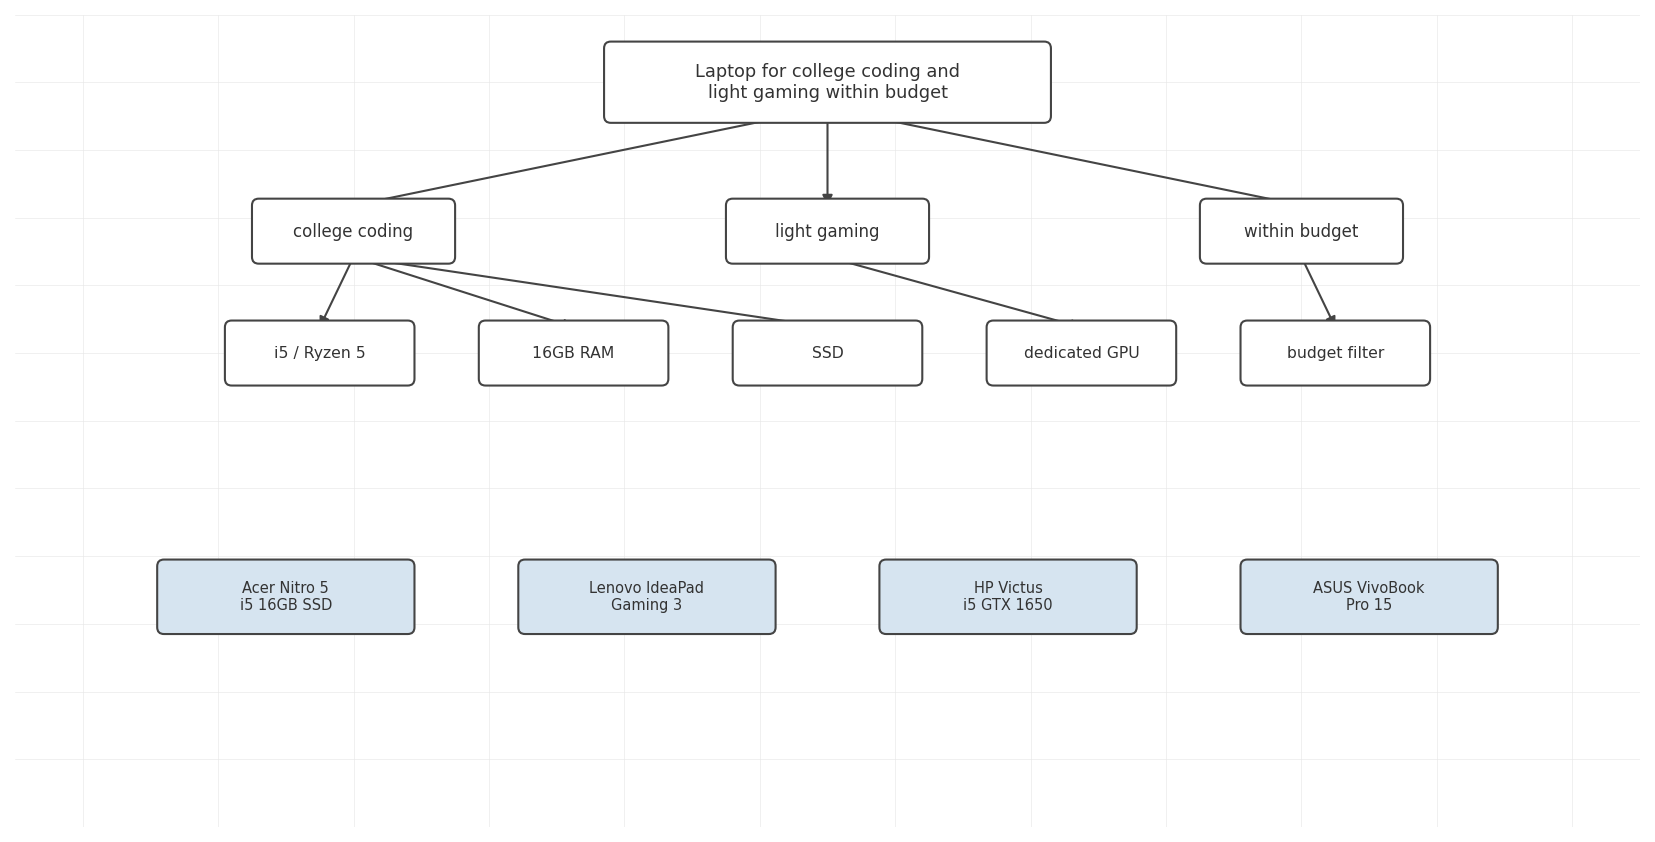 Laptop for college coding and
light gaming within budget
college coding
light gaming
within budget
i5 / Ryzen 5
16GB RAM
SSD
dedicated GPU
budget filter
Acer Nitro 5
i5 16GB SSD
Lenovo IdeaPad
Gaming 3
HP Victus
i5 GTX 1650
ASUS VivoBook
Pro 15